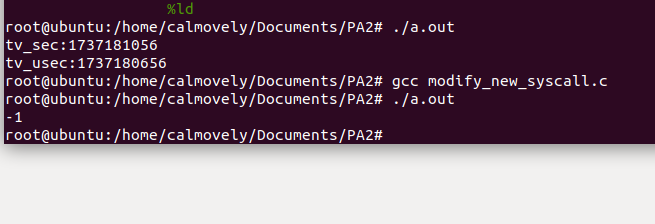 %ld
root@ubuntu:/home/calmovely/Documents/PA2# ./a.out
tv_sec:1737181056
tv_usec:1737180656
root@ubuntu:/home/calmovely/Documents/PA2# gcc modify_new_syscall.c
root@ubuntu:/home/calmovely/Documents/PA2# ./a.out
-1
root@ubuntu:/home/calmovely/Documents/PA2#